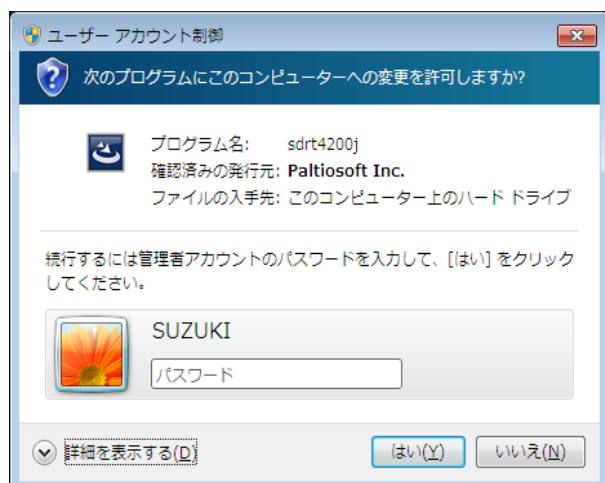 ユーザー アカウント制御
次のプログラムにこのコンピューターへの変更を許可しますか?
プログラム名: sdrt4200j
確認済みの発行元: Paltiosoft Inc.
ファイルの入手先: このコンピューター上のハード ドライブ
続行するには管理者アカウントのパスワードを入力して、[はい] をクリック
してください。
SUZUKI
パスワード
詳細を表示する(D)
はい(Y)
いいえ(N)